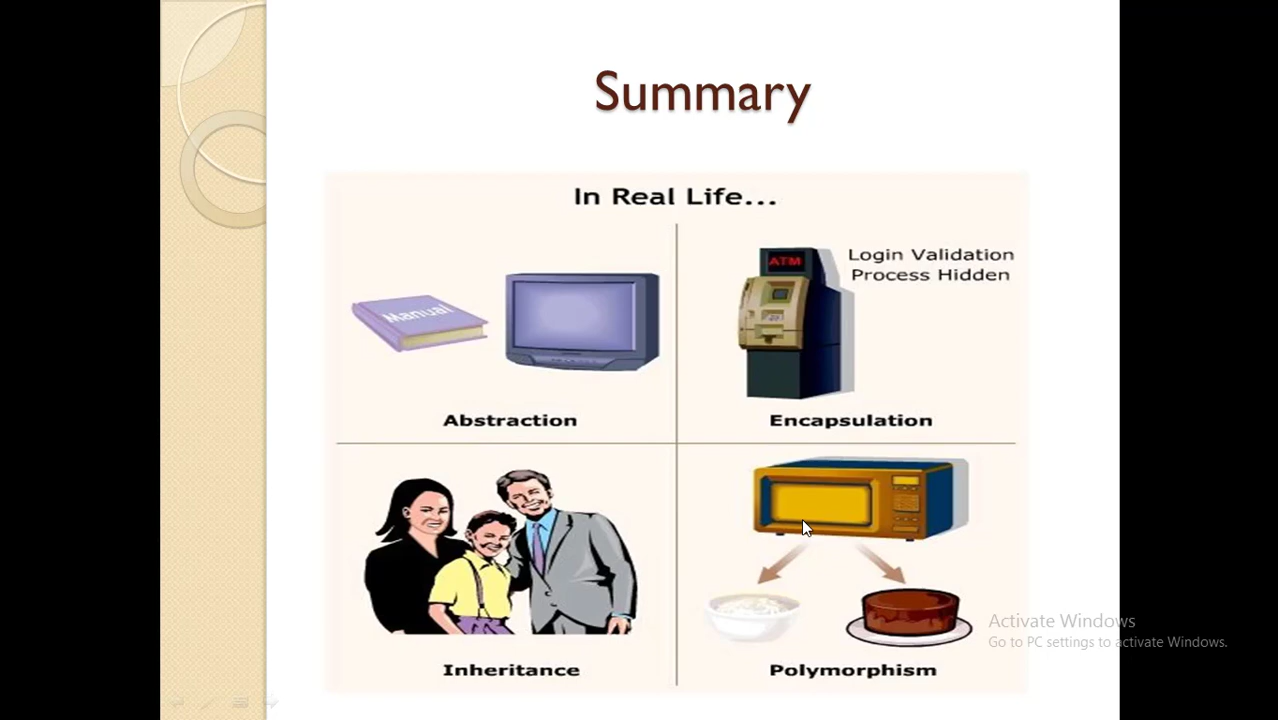 Summary
In Real Life...
Manual
ATM
Login Validation
Process Hidden
Abstraction
Encapsulation
Inheritance
Polymorphism
Activate Windows
Go to PC settings to activate Windows.